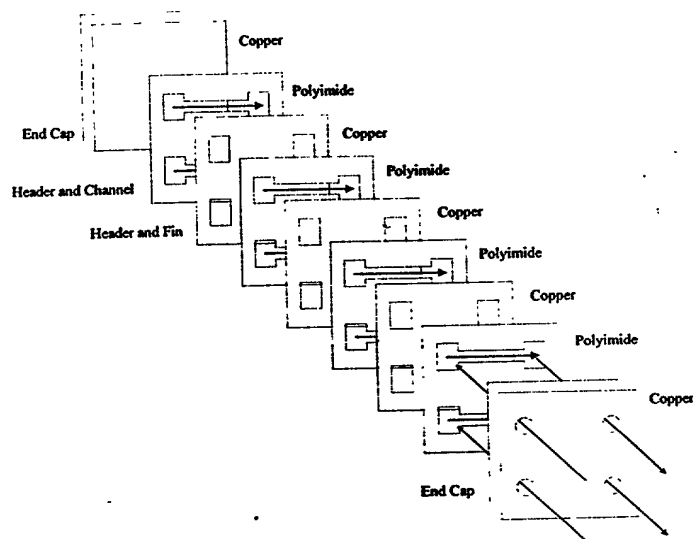 Copper
Polyimide
End Cap
Copper
Polyimide
Header and Channel
Copper
Header and Fin
Polyimide
Copper
Polyimide
Copper
End Cap